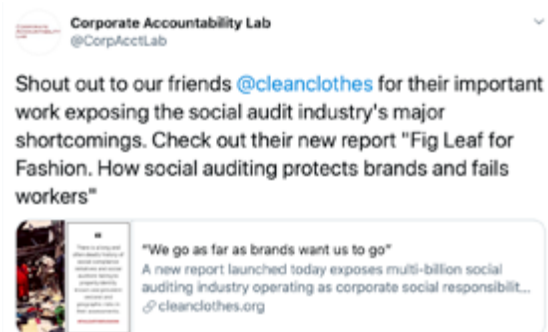 Corporate Accountability Lab
@CorpAcctLab
Shout out to our friends @cleanclothes for their important
work exposing the social audit industry's major
shortcomings. Check out their new report "Fig Leaf for
Fashion. How social auditing protects brands and fails
workers"
"We go as far as brands want us to go"
A new report launched today exposes multi-billion social
auditing industry operating as corporate social responsibilit...
cleanclothes.org